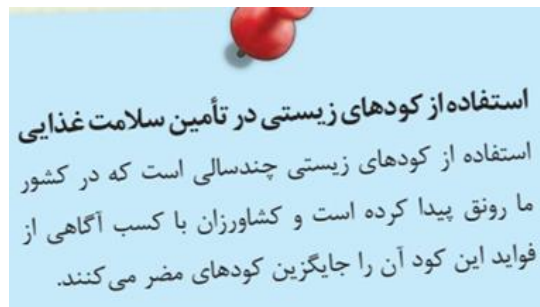 استفاده از کودهای زیستی در تأمین سلامت غذایی
استفاده از کودهای زیستی چندسالی است که در کشور
ما رونق پیدا کرده است و کشاورزان با کسب آگاهی از
فواید این کود آن را جایگزین کودهای مضر می‌کنند.